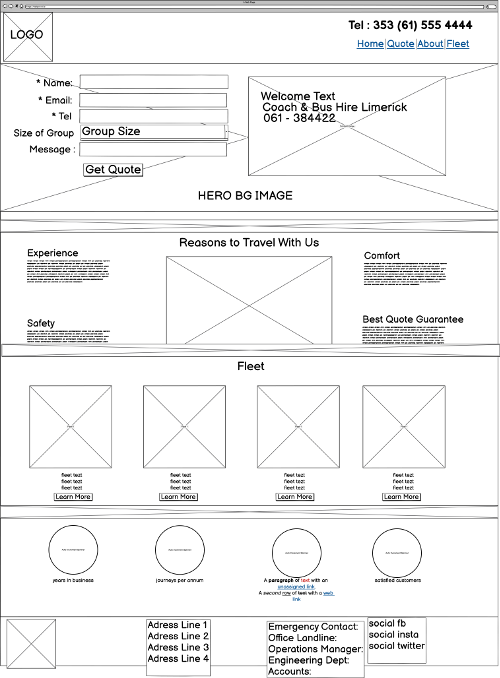 LOGO
Tel : 353 (61) 555 4444
Home Quote About Fleet
* Name:
* Email:
* Tel
Size of Group
Group Size
Message :
Get Quote
Welcome Text
Coach & Bus Hire Limerick
061 - 384422
HERO BG IMAGE
Reasons to Travel With Us
Experience
Comfort
Safety
Best Quote Guarantee
Fleet
fleet text
fleet text
fleet text
Learn More
fleet text
fleet text
fleet text
Learn More
fleet text
fleet text
fleet text
Learn More
fleet text
fleet text
fleet text
Learn More
years in business
journeys per annum
A paragraph of text with an
unassigned link
A second row of text with a web
link
satisfied customers
Adress Line 1
Adress Line 2
Adress Line 3
Adress Line 4
Emergency Contact:
Office Landline:
Operations Manager:
Engineering Dept:
Accounts:
social fb
social insta
social twitter